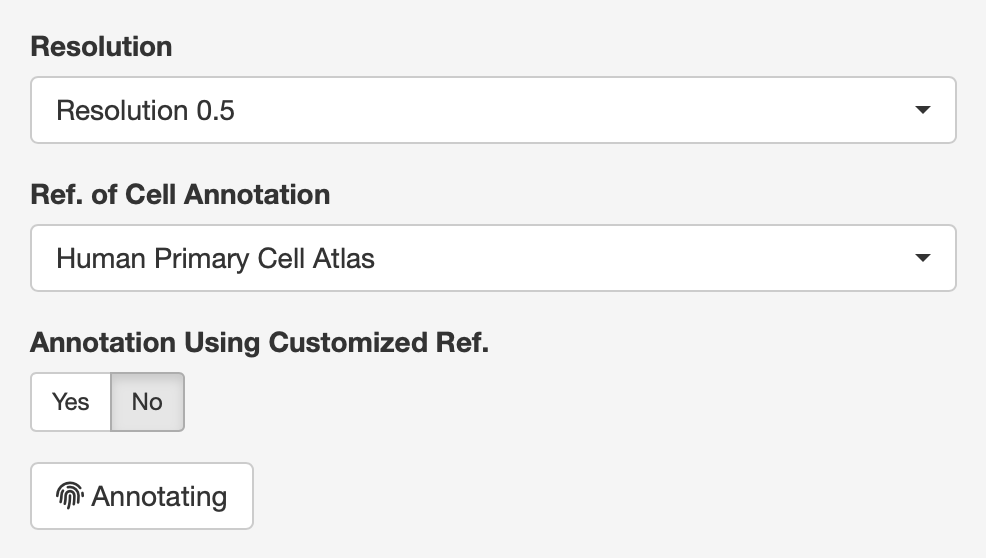 Resolution
Resolution 0.5
Ref. of Cell Annotation
Human Primary Cell Atlas
Annotation Using Customized Ref.
Yes No
Annotating